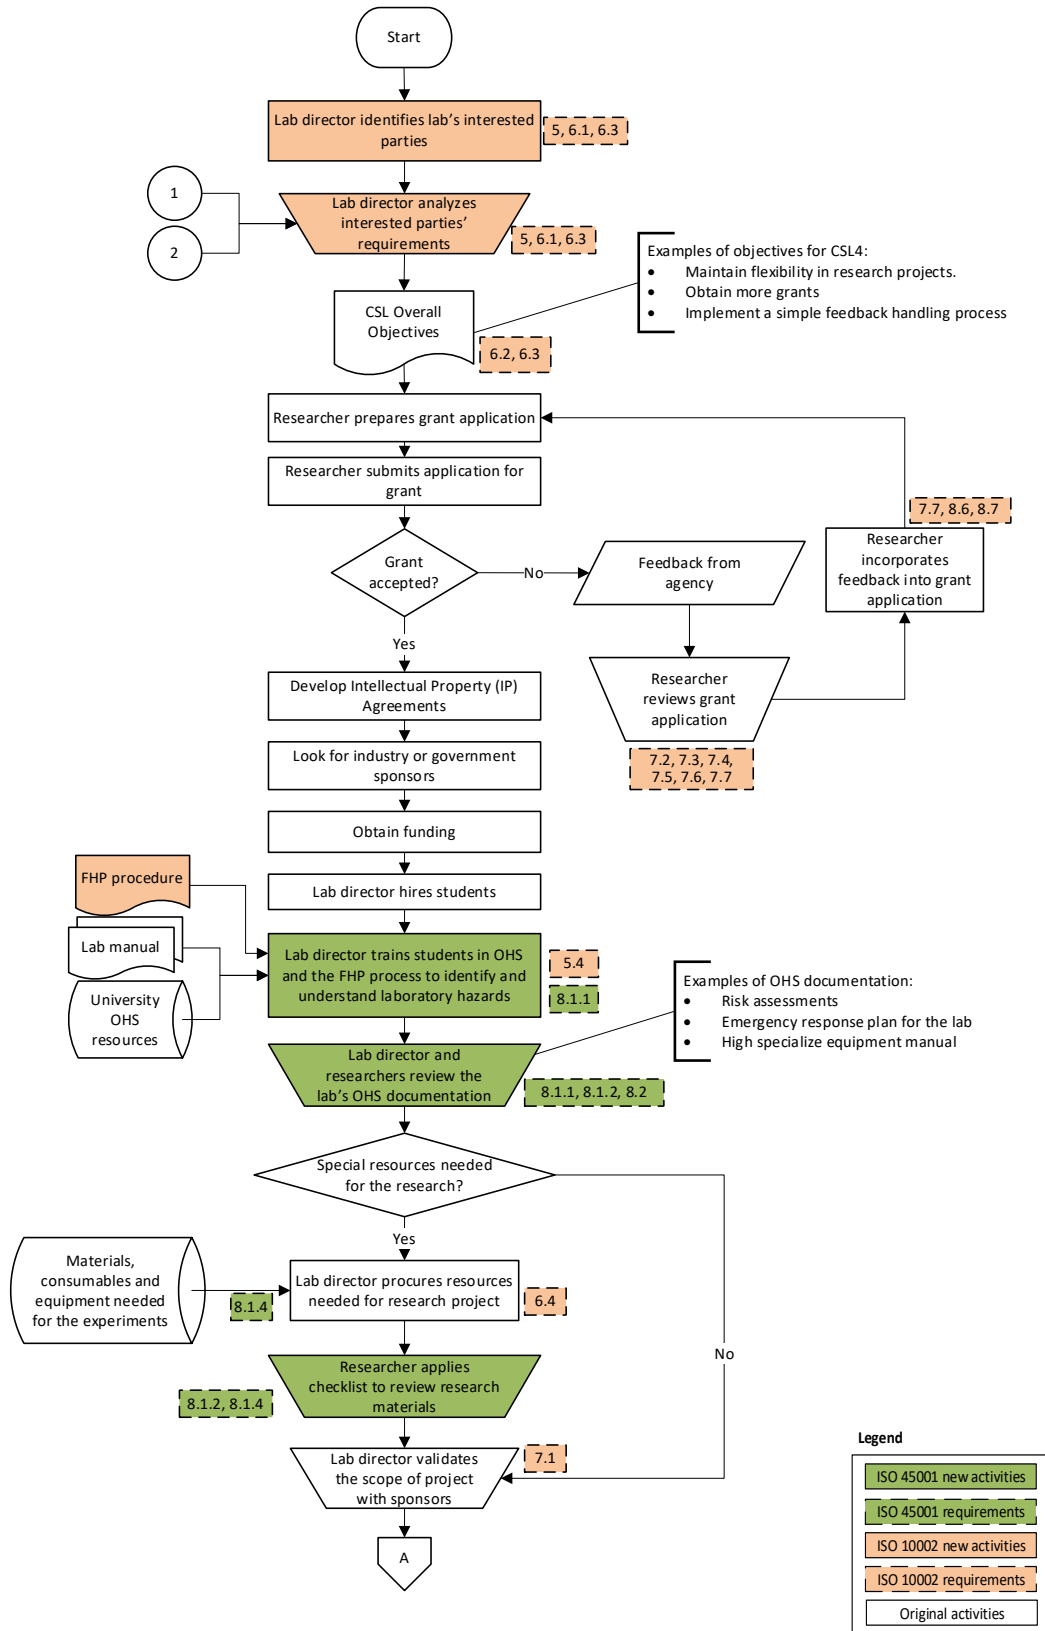 Start
Lab director identifies lab's interested
parties
5, 6.1, 6.3
1
2
Lab director analyzes
interested parties'
requirements
5, 6.1, 6.3
Examples of objectives for CSL4:
• Maintain flexibility in research projects.
• Obtain more grants
• Implement a simple feedback handling process
CSL Overall
Objectives
6.2, 6.3
Researcher prepares grant application
Researcher submits application for
grant
7.7, 8.6, 8.7
Researcher
incorporates
feedback into grant
application
Grant
accepted?
No
Feedback from
agency
Yes
Researcher
reviews grant
application
7.2, 7.3, 7.4,
7.5, 7.6, 7.7
Develop Intellectual Property (IP)
Agreements
Look for industry or government
sponsors
Obtain funding
Lab director hires students
FHP procedure
Lab manual
University
OHS
resources
Lab director trains students in OHS
and the FHP process to identify and
understand laboratory hazards
5.4
8.1.1
Examples of OHS documentation:
• Risk assessments
• Emergency response plan for the lab
• High specialize equipment manual
Lab director and
researchers review the
lab's OHS documentation
8.1.1, 8.1.2, 8.2
Special resources needed
for the research?
Yes
No
Materials,
consumables and
equipment needed
for the experiments
8.1.4
Lab director procures resources
needed for research project
6.4
Researcher applies
checklist to review research
materials
8.1.2, 8.1.4
Lab director validates
the scope of project
with sponsors
7.1
A
Legend
ISO 45001 new activities
ISO 45001 requirements
ISO 10002 new activities
ISO 10002 requirements
Original activities